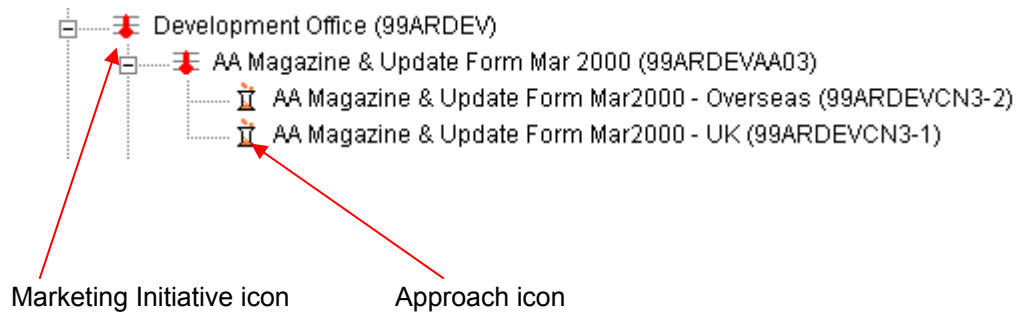 Development Office (99ARDEV)
AA Magazine & Update Form Mar 2000 (99ARDEVAA03)
AA Magazine & Update Form Mar2000 - Overseas (99ARDEVCN3-2)
AA Magazine & Update Form Mar2000 - UK (99ARDEVCN3-1)
Marketing Initiative icon Approach icon